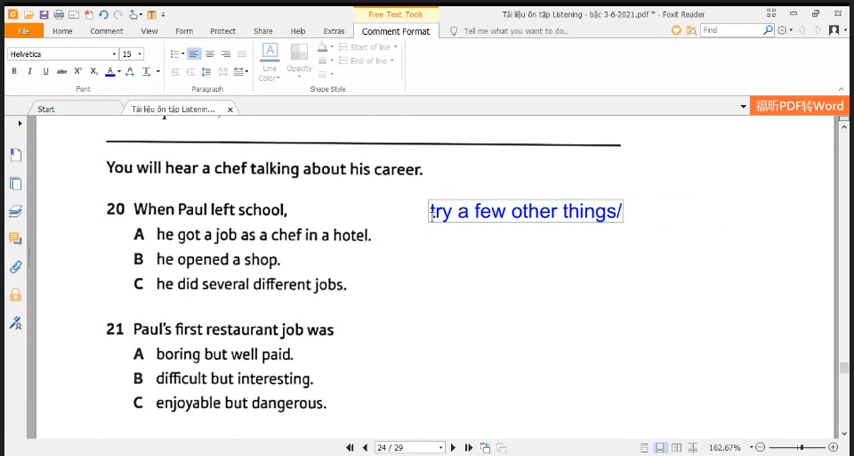 Free Text Tools
Tài liệu ôn tập Listening - bậc 3-6-2021.pdf * - Foxit Reader
File Home Comment View Form Protect Share Help Extras Comment Format Tell me what you want to do... Find
Helvetica 15 Line Color Opacity Start of line End of line
Font Paragraph Shape Style
Start Tài liệu ôn tập Listenin... 福昕PDF转Word
You will hear a chef talking about his career.
20 When Paul left school, try a few other things/
A he got a job as a chef in a hotel.
B he opened a shop.
C he did several different jobs.
21 Paul's first restaurant job was
A boring but well paid.
B difficult but interesting.
C enjoyable but dangerous.
24 / 29 162.67%